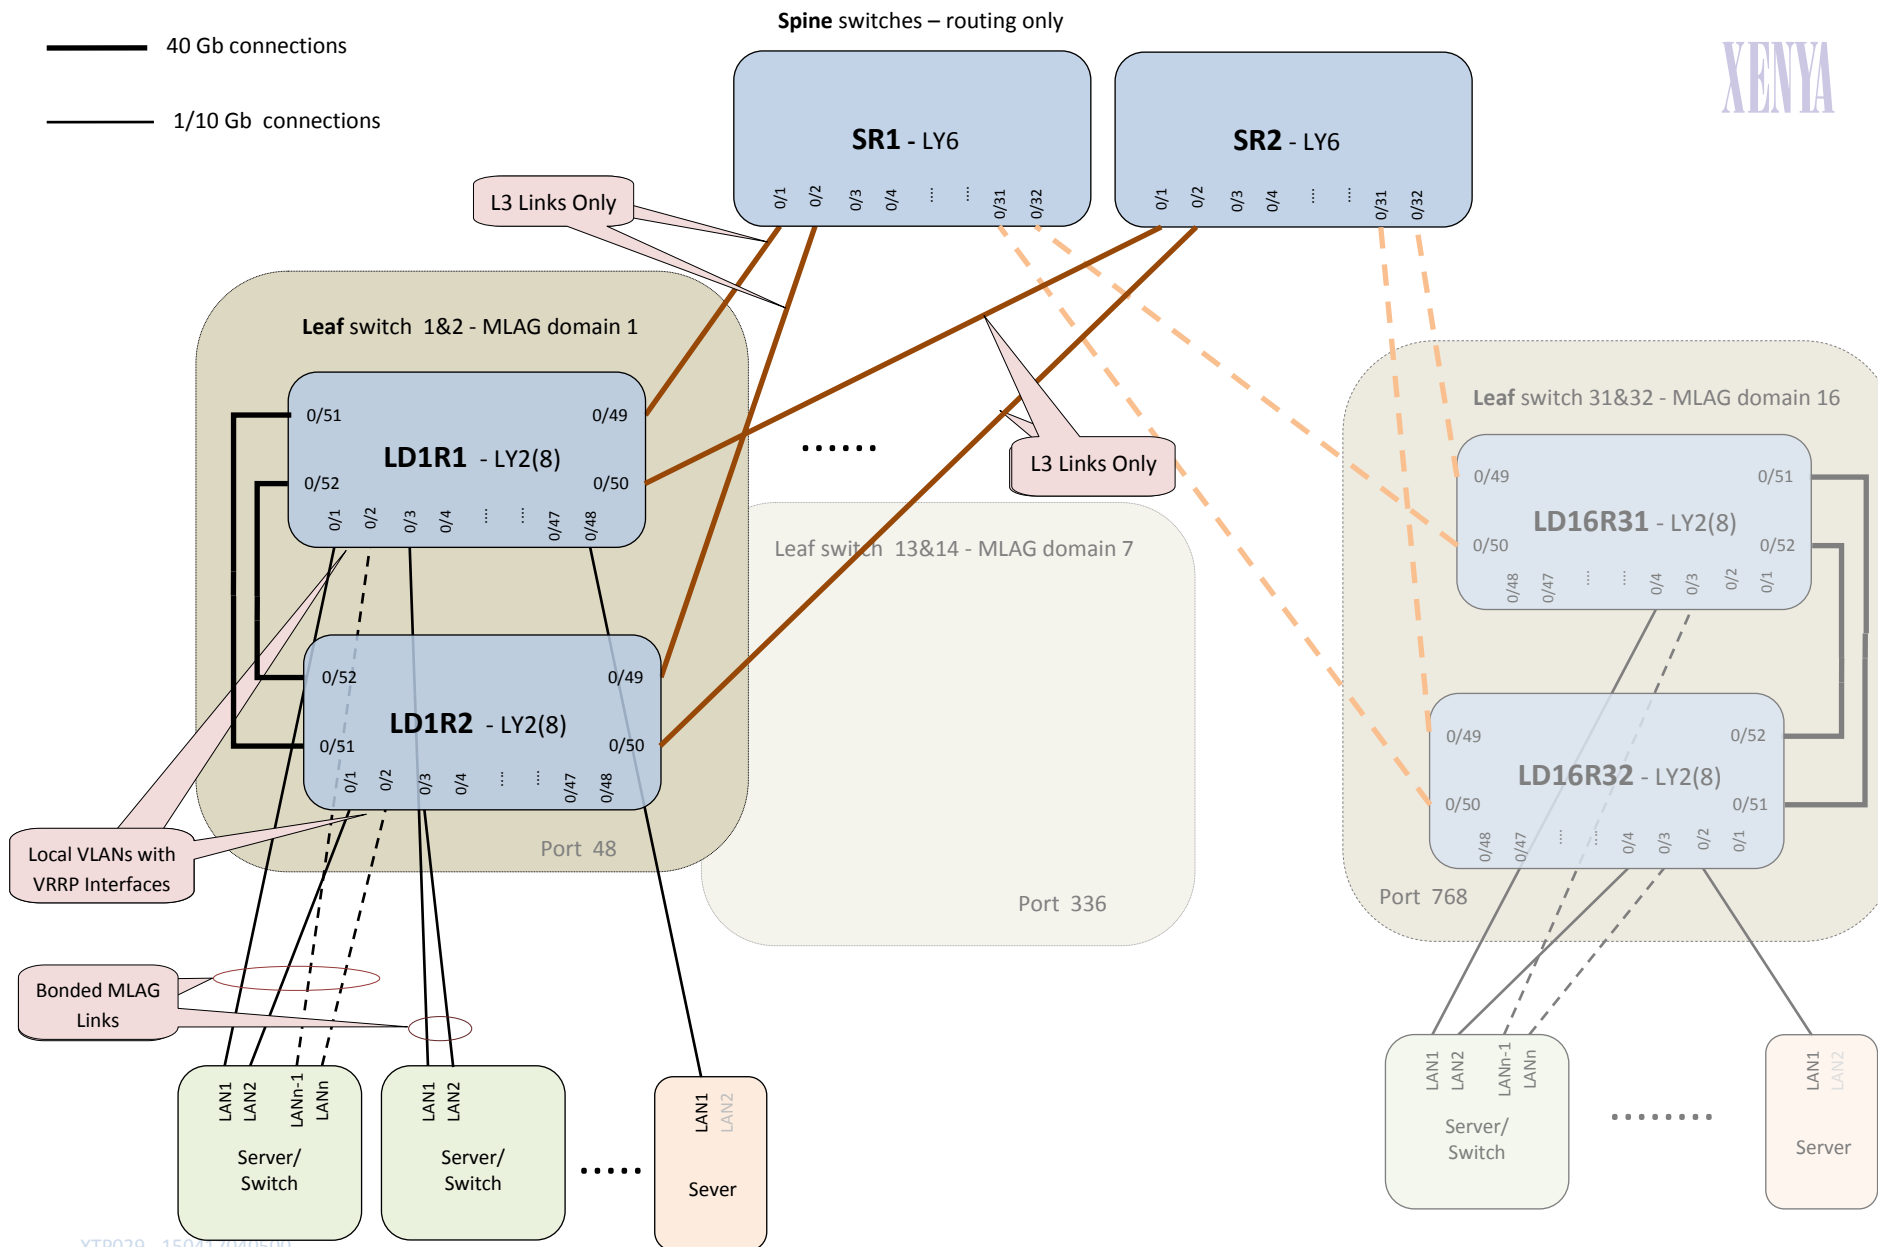 Spine switches – routing only
40 Gb connections
1/10 Gb  connections
XENYA
SR1 - LY6
0/1 0/2 0/3 0/4 .... .... 0/31 0/32
SR2 - LY6
0/1 0/2 0/3 0/4 .... .... 0/31 0/32
L3 Links Only
Leaf switch  1&2 - MLAG domain 1
0/51 0/49
LD1R1 - LY2(8)
0/52 0/50
0/1 0/2 0/3 0/4 .... .... 0/47 0/48
......
L3 Links Only
Leaf switch  13&14 - MLAG domain 7
Port  336
0/52 0/49
LD1R2 - LY2(8)
0/51 0/50
0/1 0/2 0/3 0/4 .... .... 0/47 0/48
Port  48
Local VLANs with
VRRP Interfaces
Bonded MLAG
Links
LAN1 LAN2 LANn-1 LANn
Server/
Switch
LAN1 LAN2
Server/
Switch
.....
LAN1 LAN2
Sever
Leaf switch 31&32 - MLAG domain 16
0/49 0/51
LD16R31 - LY2(8)
0/50 0/52
0/48 0/47 .... .... 0/4 0/3 0/2 0/1
0/49 0/52
LD16R32 - LY2(8)
0/50 0/51
0/48 0/47 .... .... 0/4 0/3 0/2 0/1
Port  768
LAN1 LAN2 LANn-1 LANn
Server/
Switch
........
LAN1 LAN2
Server